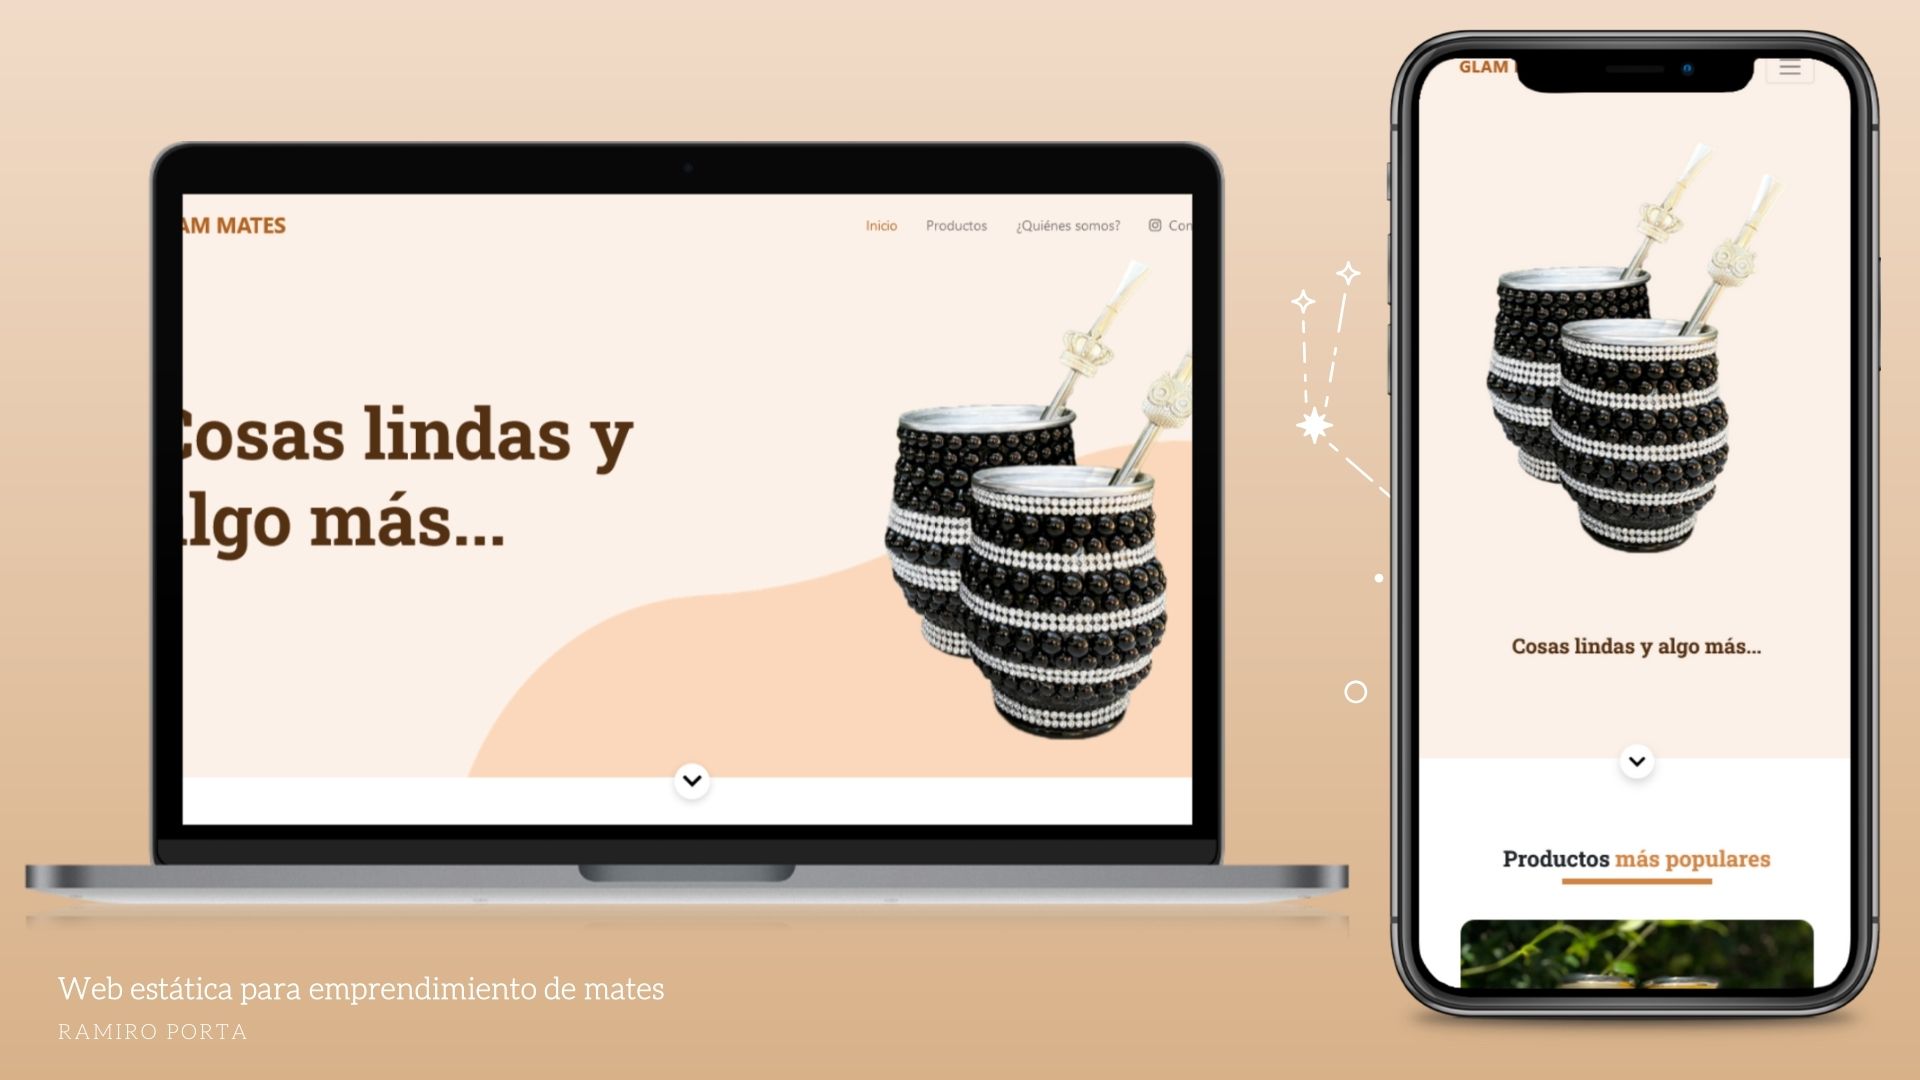 AM MATES
Inicio Productos ¿Quiénes somos? Con
Cosas lindas y
lgo más...
GLAM
Cosas lindas y algo más...
Productos más populares
Web estática para emprendimiento de mates
RAMIRO PORTA